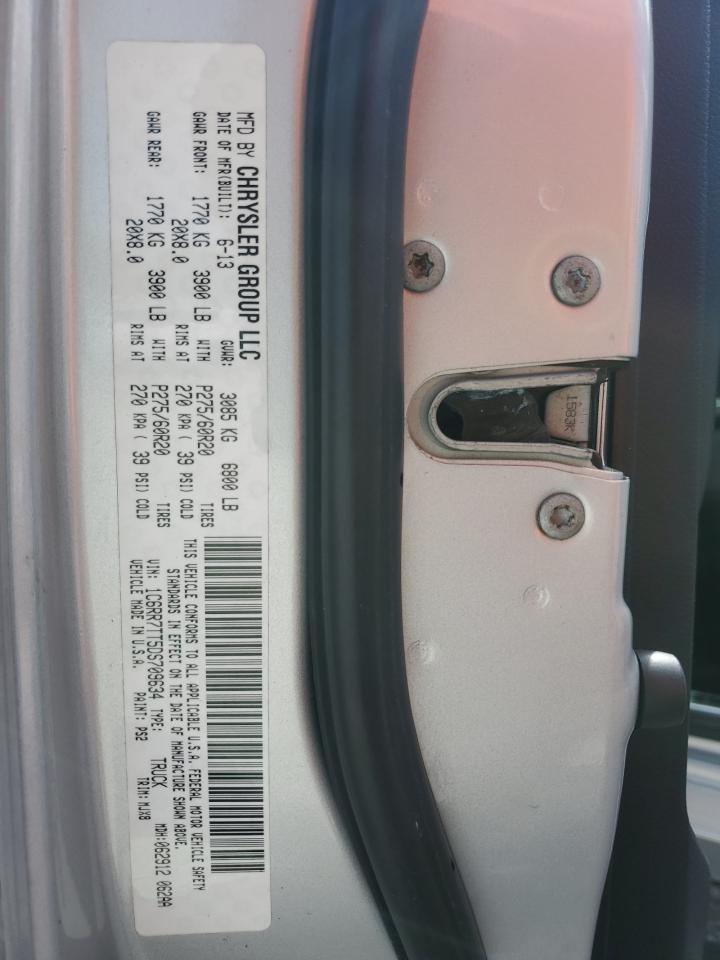 MFD BY CHRYSLER GROUP LLC
DATE OF MFR(BUILT): 6-13 GVWR: 3085 KG 6800 LB
GAWR FRONT: 1770 KG 3900 LB WITH P275/60R20 TIRES
20X8.0 RIMS AT 270 KPA ( 39 PSI) COLD
GAWR REAR: 1770 KG 3900 LB WITH P275/60R20 TIRES
20X8.0 RIMS AT 270 KPA ( 39 PSI) COLD
THIS VEHICLE CONFORMS TO ALL APPLICABLE U.S.A. FEDERAL MOTOR VEHICLE SAFETY
STANDARDS IN EFFECT ON THE DATE OF MANUFACTURE SHOWN ABOVE.
VIN: 1C6RR7TT5DS709634 TYPE: TRUCK MDH:062912 062AA
VEHICLE MADE IN U.S.A. PAINT: PS2 TRIM: MJX8
1583K